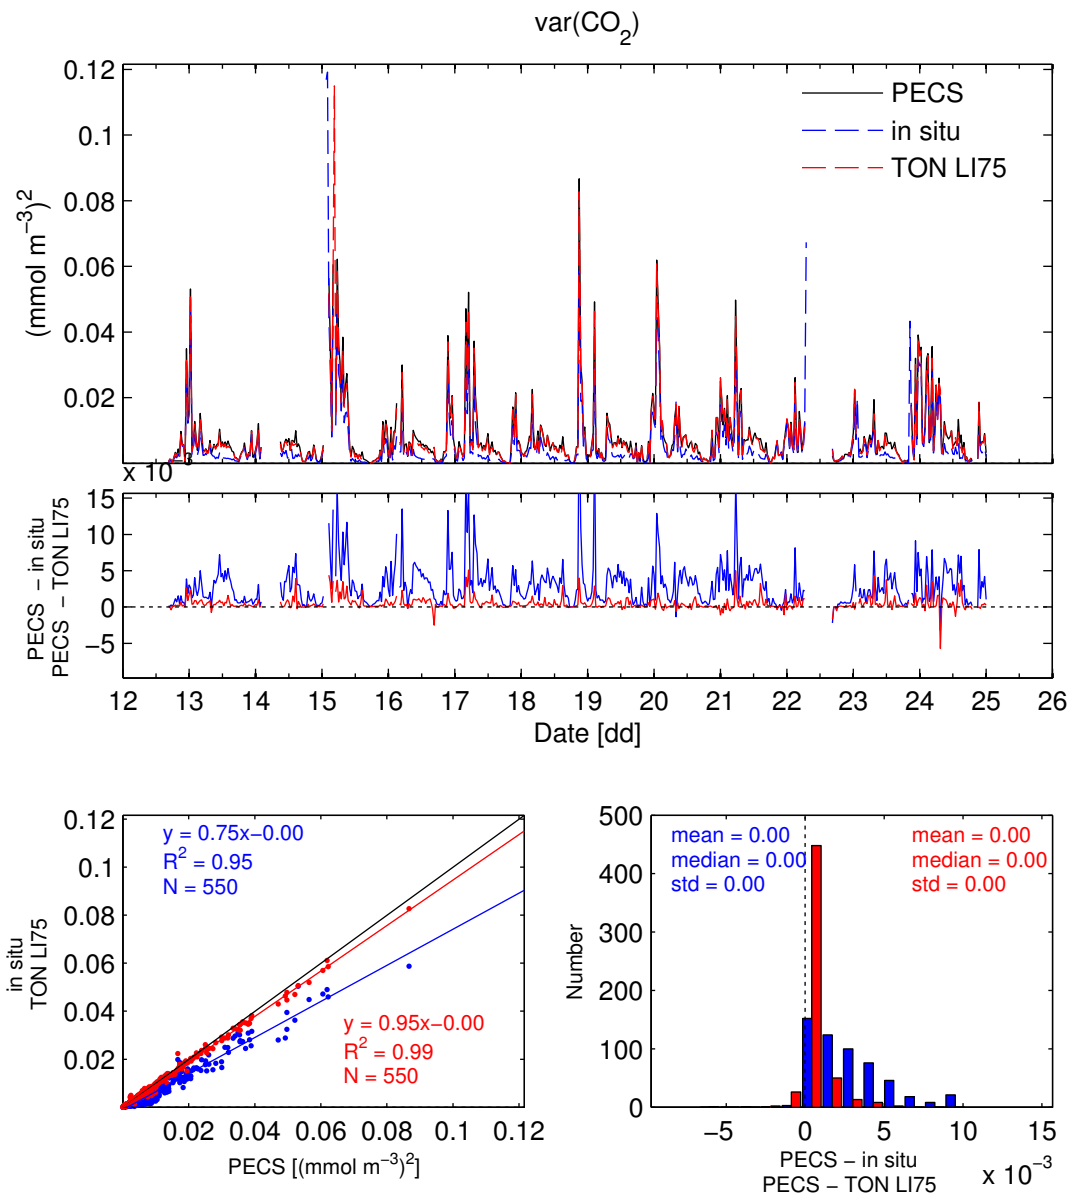 var(CO2)
0.12
0.1
0.08
0.06
0.04
0.02
(mmol m−3)2
PECS
in situ
TON LI75
x 10−3
15
10
5
0
−5
PECS − in situ
PECS − TON LI75
12 13 14 15 16 17 18 19 20 21 22 23 24 25 26
Date [dd]
0.12
0.1
0.08
0.06
0.04
0.02
in situ
TON LI75
y = 0.75x−0.00
R2 = 0.95
N = 550
y = 0.95x−0.00
R2 = 0.99
N = 550
0.02 0.04 0.06 0.08 0.1 0.12
PECS [(mmol m−3)2]
500
400
300
200
100
0
Number
mean = 0.00
median = 0.00
std = 0.00
mean = 0.00
median = 0.00
std = 0.00
−5 0 5 10 15
PECS − in situ
PECS − TON LI75
x 10−3